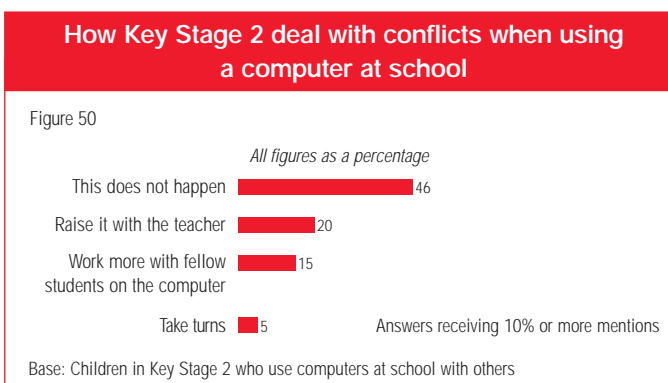 How Key Stage 2 deal with conflicts when using
a computer at school
Figure 50
All figures as a percentage
This does not happen 46
Raise it with the teacher 20
Work more with fellow
students on the computer 15
Take turns 5 Answers receiving 10% or more mentions
Base: Children in Key Stage 2 who use computers at school with others